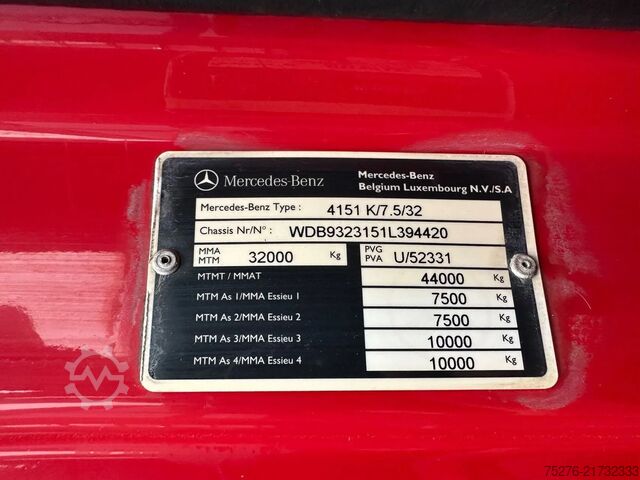 Mercedes-Benz
Mercedes-Benz
Belgium Luxembourg N.V./S.A
Mercedes-Benz Type : 4151 K/7.5/32
Chassis Nr/N° : WDB9323151L394420
MMA
MTM 32000 Kg
PVG
PVA U/52331
MTMT / MMAT 44000 Kg
MTM As 1/MMA Essieu 1 7500 Kg
MTM As 2/MMA Essieu 2 7500 Kg
MTM As 3/MMA Essieu 3 10000 Kg
MTM As 4/MMA Essieu 4 10000 Kg
75276-21732333